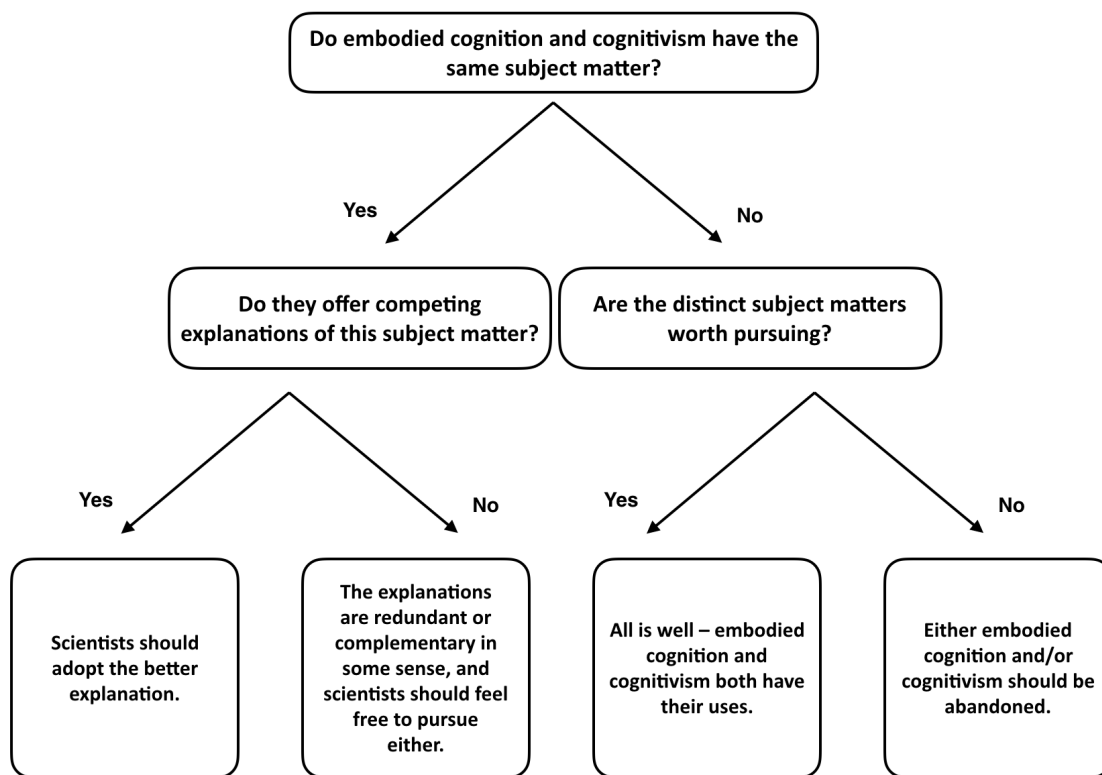 Do embodied cognition and cognitivism have the
same subject matter?
Yes
No
Do they offer competing
explanations of this subject matter?
Are the distinct subject matters
worth pursuing?
Yes
No
Yes
No
Scientists should
adopt the better
explanation.
The explanations
are redundant or
complementary in
some sense, and
scientists should feel
free to pursue
either.
All is well – embodied
cognition and
cognitivism both have
their uses.
Either embodied
cognition and/or
cognitivism should be
abandoned.